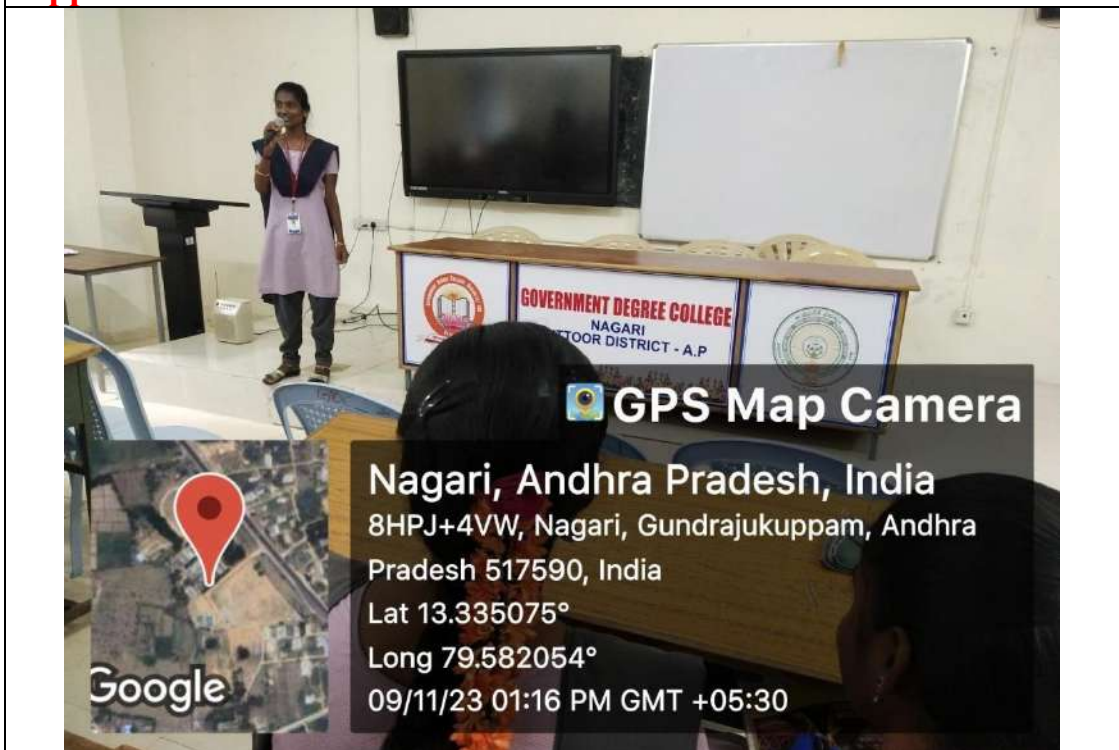 GOVERNMENT DEGREE COLLEGE
NAGARI
DISTRICT - A.P
GPS Map Camera
Nagari, Andhra Pradesh, India
8HPJ+4VW, Nagari, Gundrajukuppam, Andhra
Pradesh 517590, India
Lat 13.335075°
Long 79.582054°
09/11/23 01:16 PM GMT +05:30
Google